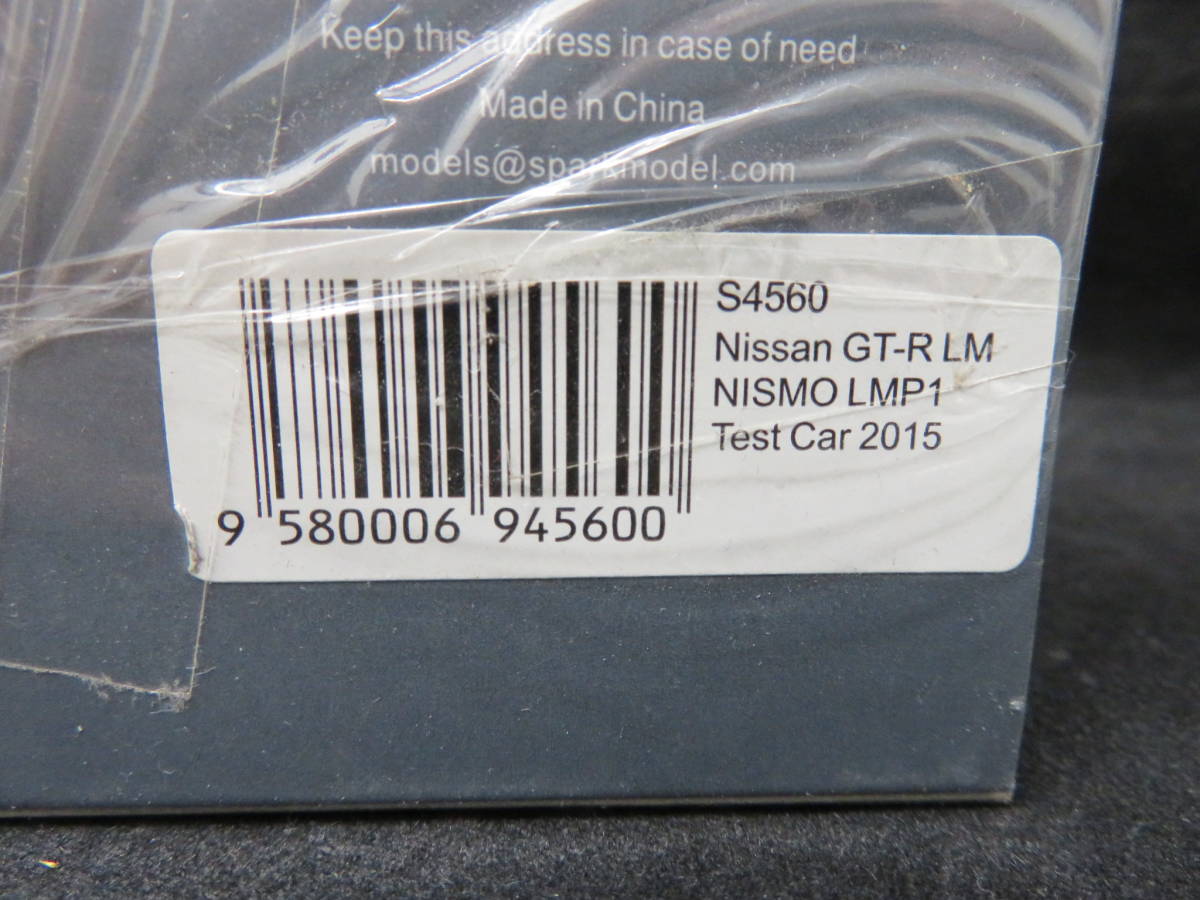 Keep this address in case of need
Made in China
models@sparkmodel.com
S4560
Nissan GT-R LM
NISMO LMP1
Test Car 2015
9 580006 945600